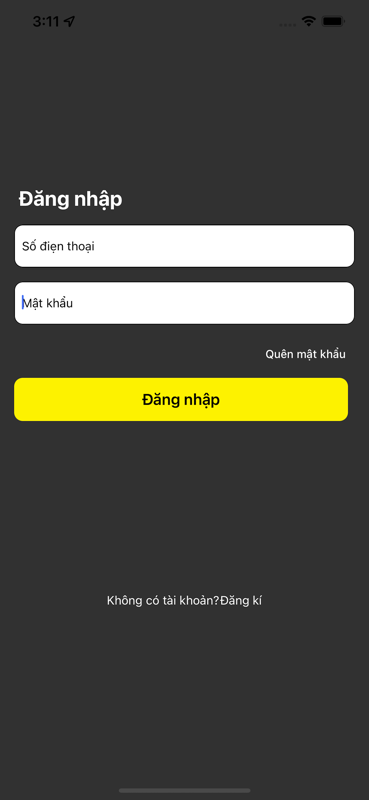 3:11
Đăng nhập
Số điẹn thoại
Mật khẩu
Quên mật khẩu
Đăng nhập
Không có tài khoản?Đăng kí